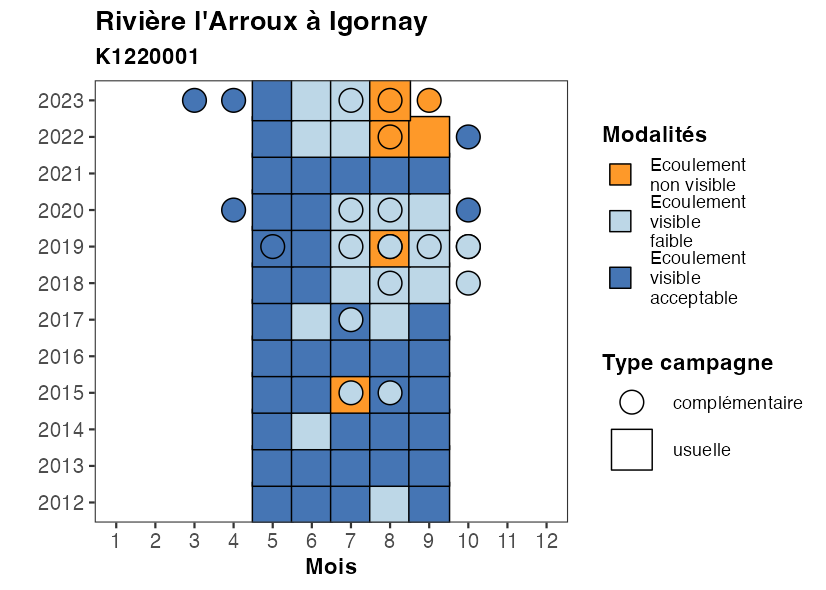 Rivière l'Arroux à Igornay
K1220001
2023
2022
2021
2020
2019
2018
2017
2016
2015
2014
2013
2012
1 2 3 4 5 6 7 8 9 10 11 12
Mois
Modalités
Ecoulement
non visible
Ecoulement
visible
faible
Ecoulement
visible
acceptable
Type campagne
complémentaire
usuelle